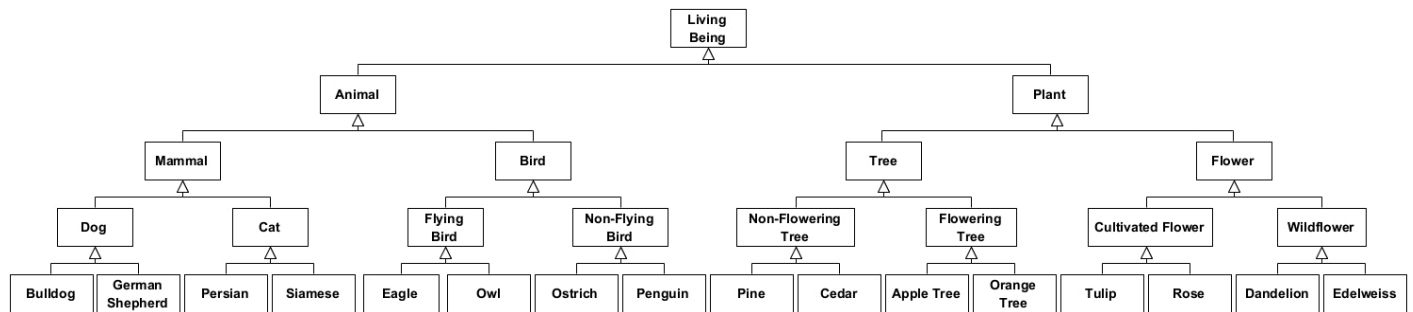 Living
Being
Animal
Plant
Mammal
Bird
Tree
Flower
Dog
Cat
Flying
Bird
Non-Flying
Bird
Non-Flowering
Tree
Flowering
Tree
Cultivated Flower
Wildflower
Bulldog
German
Shepherd
Persian
Siamese
Eagle
Owl
Ostrich
Penguin
Pine
Cedar
Apple Tree
Orange
Tree
Tulip
Rose
Dandelion
Edelweiss